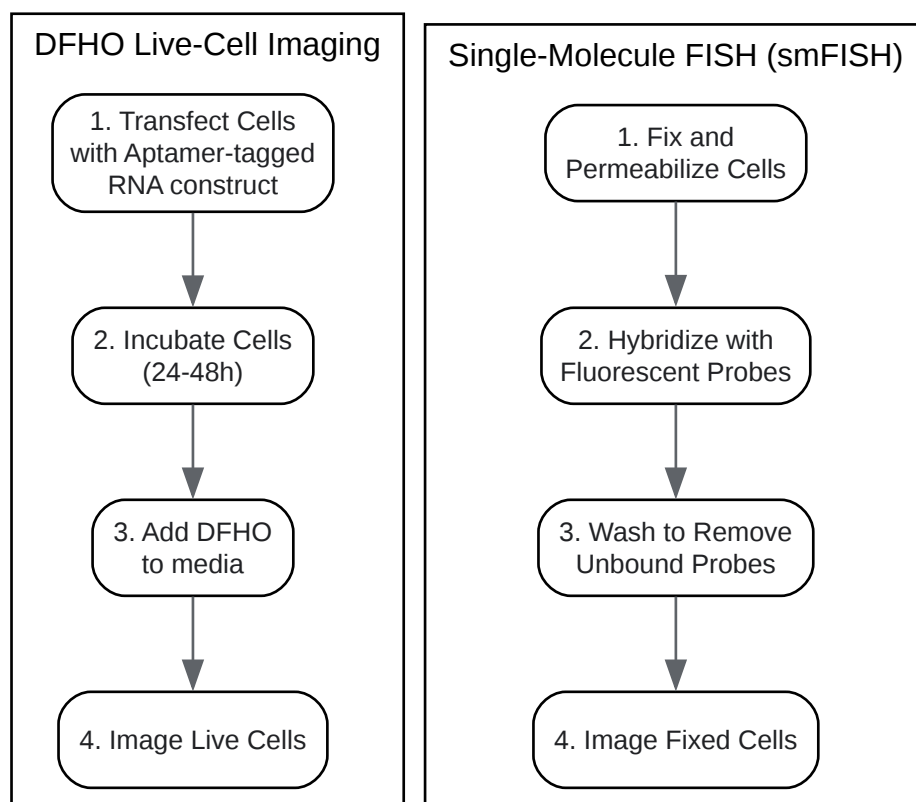 DFHO Live-Cell Imaging
1. Transfect Cells
with Aptamer-tagged
RNA construct
2. Incubate Cells
(24-48h)
3. Add DFHO
to media
4. Image Live Cells
Single-Molecule FISH (smFISH)
1. Fix and
Permeabilize Cells
2. Hybridize with
Fluorescent Probes
3. Wash to Remove
Unbound Probes
4. Image Fixed Cells